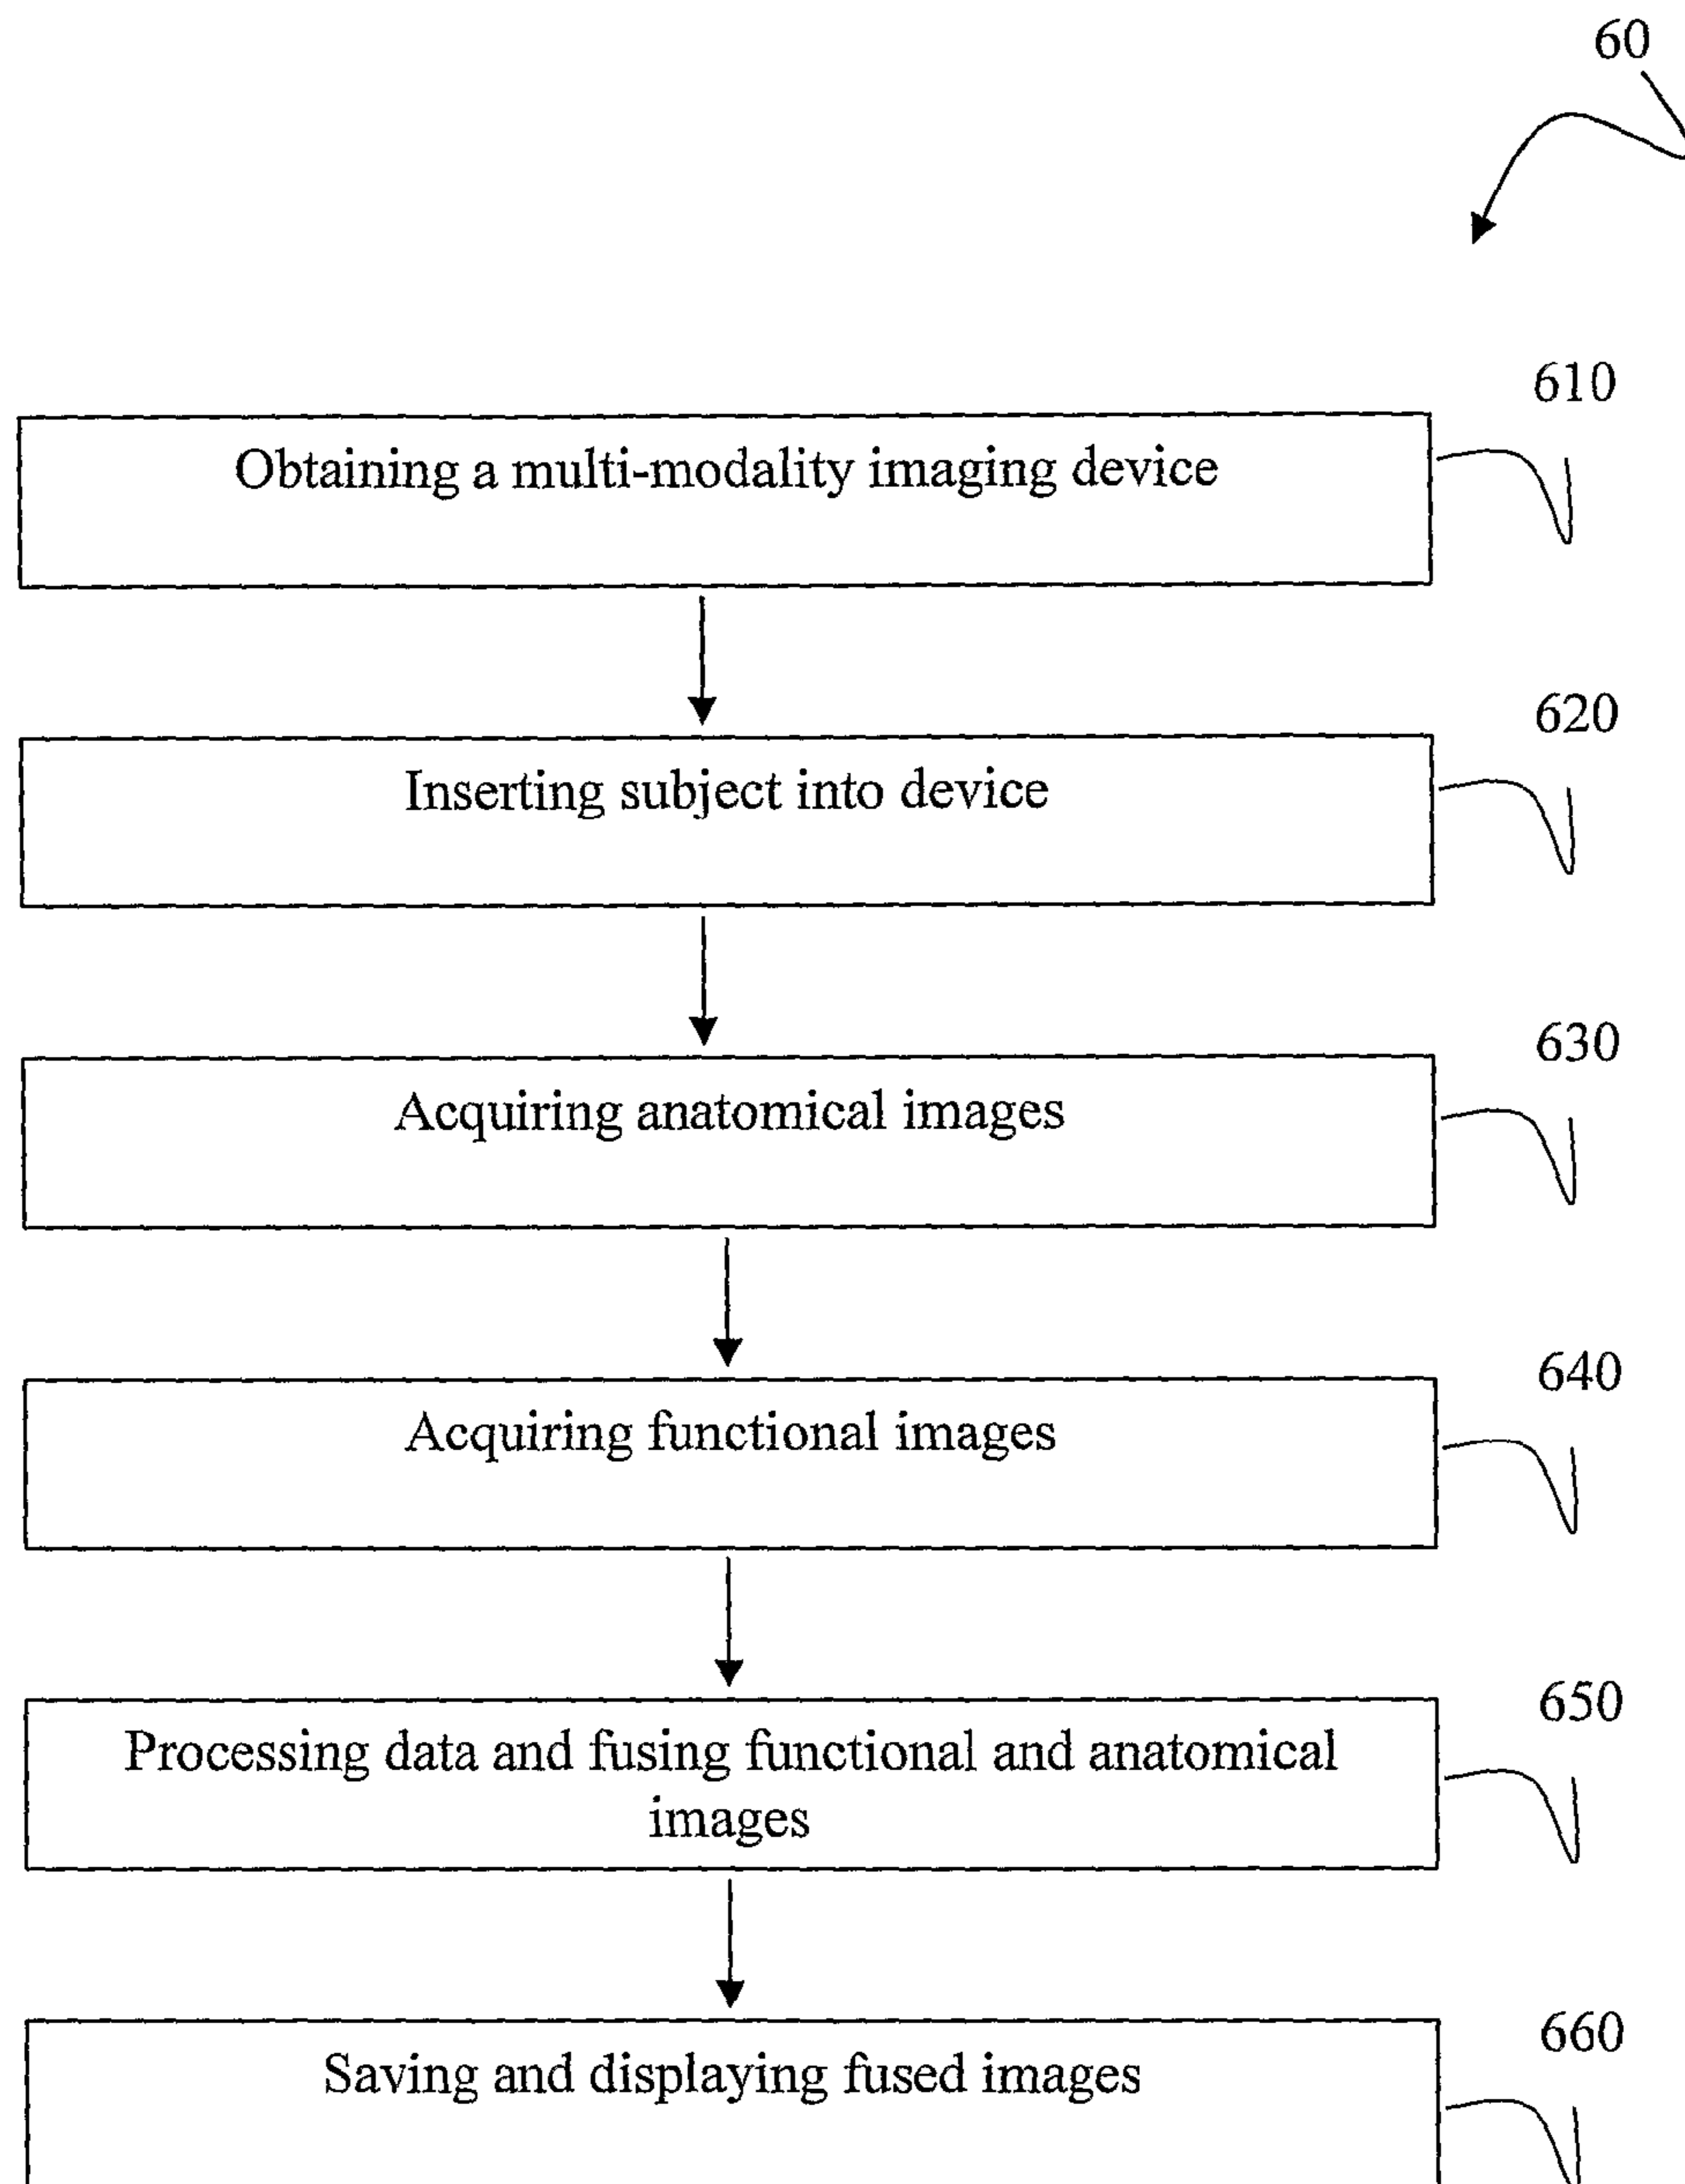 60
610
Obtaining a multi-modality imaging device
620
Inserting subject into device
630
Acquiring anatomical images
640
Acquiring functional images
650
Processing data and fusing functional and anatomical
images
660
Saving and displaying fused images